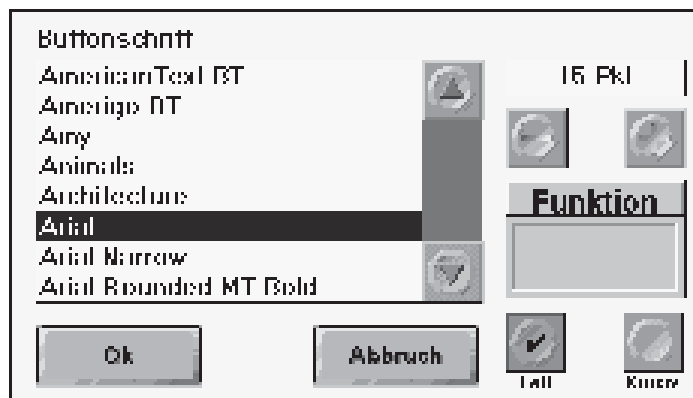 Buttonschrift
AmericanText BT
Amerigo BT
Amy
Animals
Architecture
Arial
Arial Narrow
Arial Rounded MT Bold
15 Pkt
Funktion
Ok
Abbruch
Fett
Kursiv